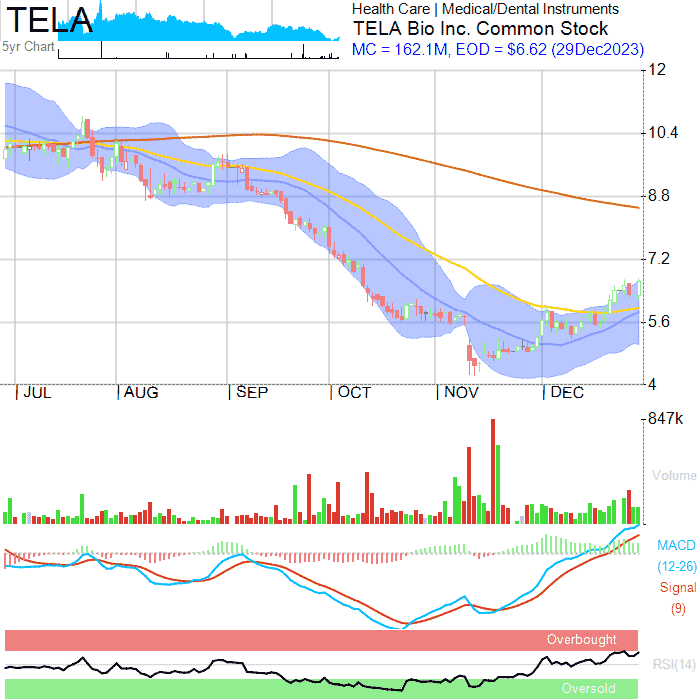 TELA
5yr Chart
Health Care | Medical/Dental Instruments
TELA Bio Inc. Common Stock
MC = 162.1M, EOD = $6.62 (29Dec2023)
12
10.4
8.8
7.2
5.6
4
JUL AUG SEP OCT NOV DEC
847k
Volume
MACD
(12-26)
Signal
(9)
Overbought
RSI(14)
Oversold